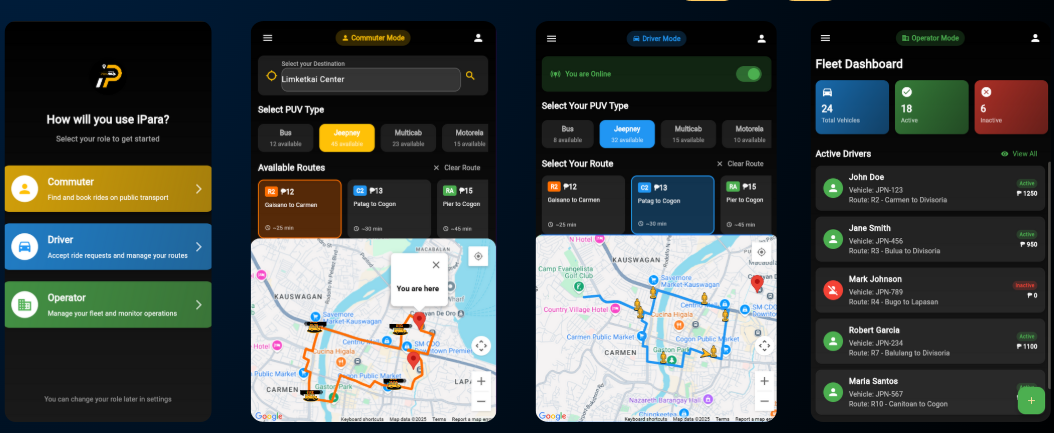 iP
How will you use iPara?
Select your role to get started
Commuter
Find and book rides on public transport
Driver
Accept ride requests and manage your routes
Operator
Manage your fleet and monitor operations
You can change your role later in settings
Commuter Mode
Select your Destination
Limketkai Center
Select PUV Type
Bus
12 available
Jeepney
45 available
Multicab
23 available
Motorela
15 available
Available Routes
× Clear Route
R2 ₱12
Gaisano to Carmen
~25 min
C2 ₱13
Patag to Cogon
~30 min
RA ₱15
Pier to Cogon
~45 min
MACABALAN
You are here
KAUSWAGAN
Savemore
Market-Kauswagan
Cucina Higala
Hotel
Public Market
Cogon Public Market
Gaston Park
SM CDO
Downtown Premier
CARMEN
LAPA
Google
Keyboard shortcuts
Map data ©2025
Terms
Report a map error
Driver Mode
You are Online
Select Your PUV Type
Bus
8 available
Jeepney
32 available
Multicab
15 available
Motorela
10 available
Select Your Route
× Clear Route
R2 ₱12
Gaisano to Carmen
~25 min
C2 ₱13
Patag to Cogon
~30 min
RA ₱15
Pier to Cogon
~45 min
N Hotel
KAUSWAGAN
Camp Evangelista
Golf Club
Savemore
Market-Kauswagan
Country Village Hotel
Cucina Higala
SM CDO
Downtown
Carmen Public Market
Cogon Public Market
CARMEN
Gaston Park
Nazareth Barangay Hall
Google
Keyboard shortcuts
Map data ©2025
Terms
Report a map
Operator Mode
Fleet Dashboard
24
Total Vehicles
18
Active
6
Inactive
Active Drivers
View All
John Doe
Vehicle: JPN-123
Route: R2 - Carmen to Divisoria
Active
₱ 1250
Jane Smith
Vehicle: JPN-456
Route: R3 - Bulua to Divisoria
Active
₱ 950
Mark Johnson
Vehicle: JPN-789
Route: R4 - Bugo to Lapasan
Inactive
₱ 0
Robert Garcia
Vehicle: JPN-234
Route: R7 - Balulang to Divisoria
Active
₱ 1100
Maria Santos
Vehicle: JPN-567
Route: R10 - Canitoan to Cogon